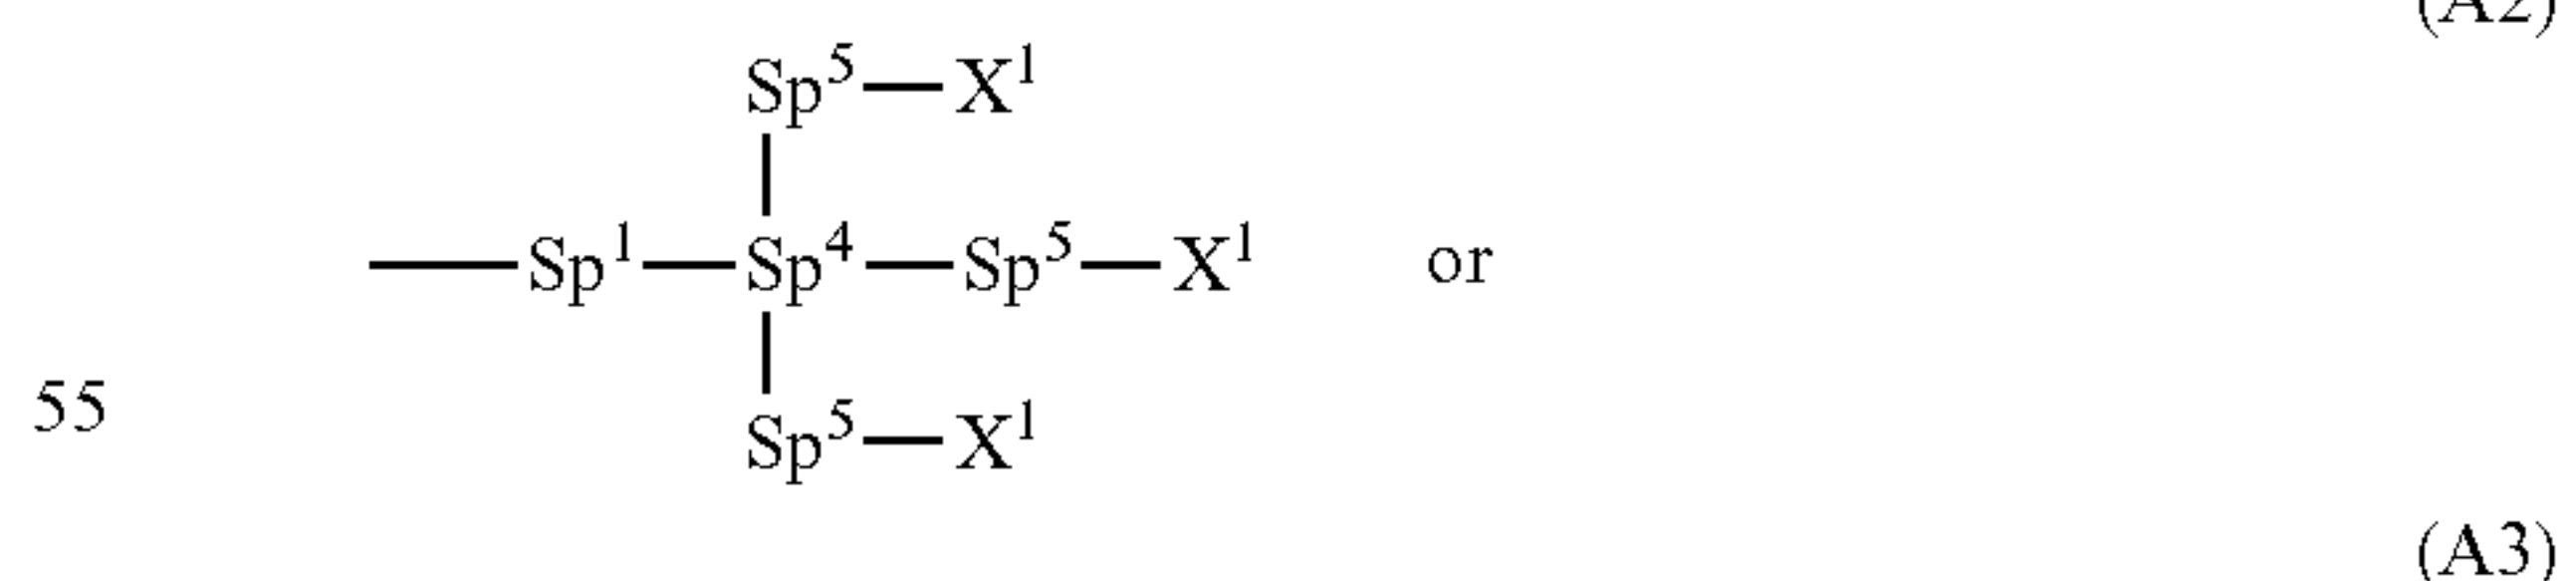 (A2)
Sp⁵—X¹
—Sp¹—Sp⁴—Sp⁵—X¹ or
55
Sp⁵—X¹
(A3)